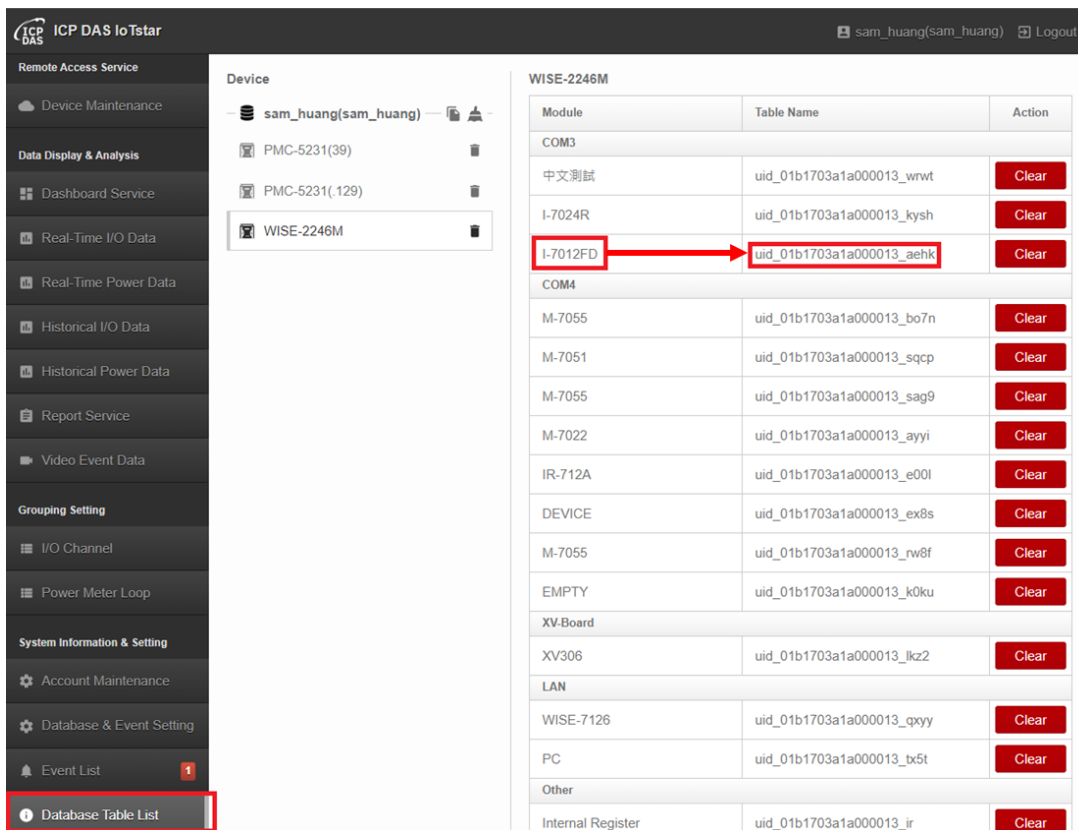 ICP DAS
ICP DAS IoTstar
sam_huang(sam_huang)
Logout
Remote Access Service
Device Maintenance
Data Display & Analysis
Dashboard Service
Real-Time I/O Data
Real-Time Power Data
Historical I/O Data
Historical Power Data
Report Service
Video Event Data
Grouping Setting
I/O Channel
Power Meter Loop
System Information & Setting
Account Maintenance
Database & Event Setting
Event List 1
Database Table List
Device
sam_huang(sam_huang)
PMC-5231(39)
PMC-5231(.129)
WISE-2246M
WISE-2246M
Module Table Name Action
COM3
中文測試 uid_01b1703a1a000013_wrwt Clear
I-7024R uid_01b1703a1a000013_kysh Clear
I-7012FD uid_01b1703a1a000013_aehk
COM4
M-7055 uid_01b1703a1a000013_bo7n Clear
M-7051 uid_01b1703a1a000013_sqcp Clear
M-7055 uid_01b1703a1a000013_sag9 Clear
M-7022 uid_01b1703a1a000013_ayyi Clear
IR-712A uid_01b1703a1a000013_e00l Clear
DEVICE uid_01b1703a1a000013_ex8s Clear
M-7055 uid_01b1703a1a000013_rw8f Clear
EMPTY uid_01b1703a1a000013_k0ku Clear
XV-Board
XV306 uid_01b1703a1a000013_lkz2 Clear
LAN
WISE-7126 uid_01b1703a1a000013_qxyy Clear
PC uid_01b1703a1a000013_tx5t Clear
Other
Internal Register uid_01b1703a1a000013_ir Clear